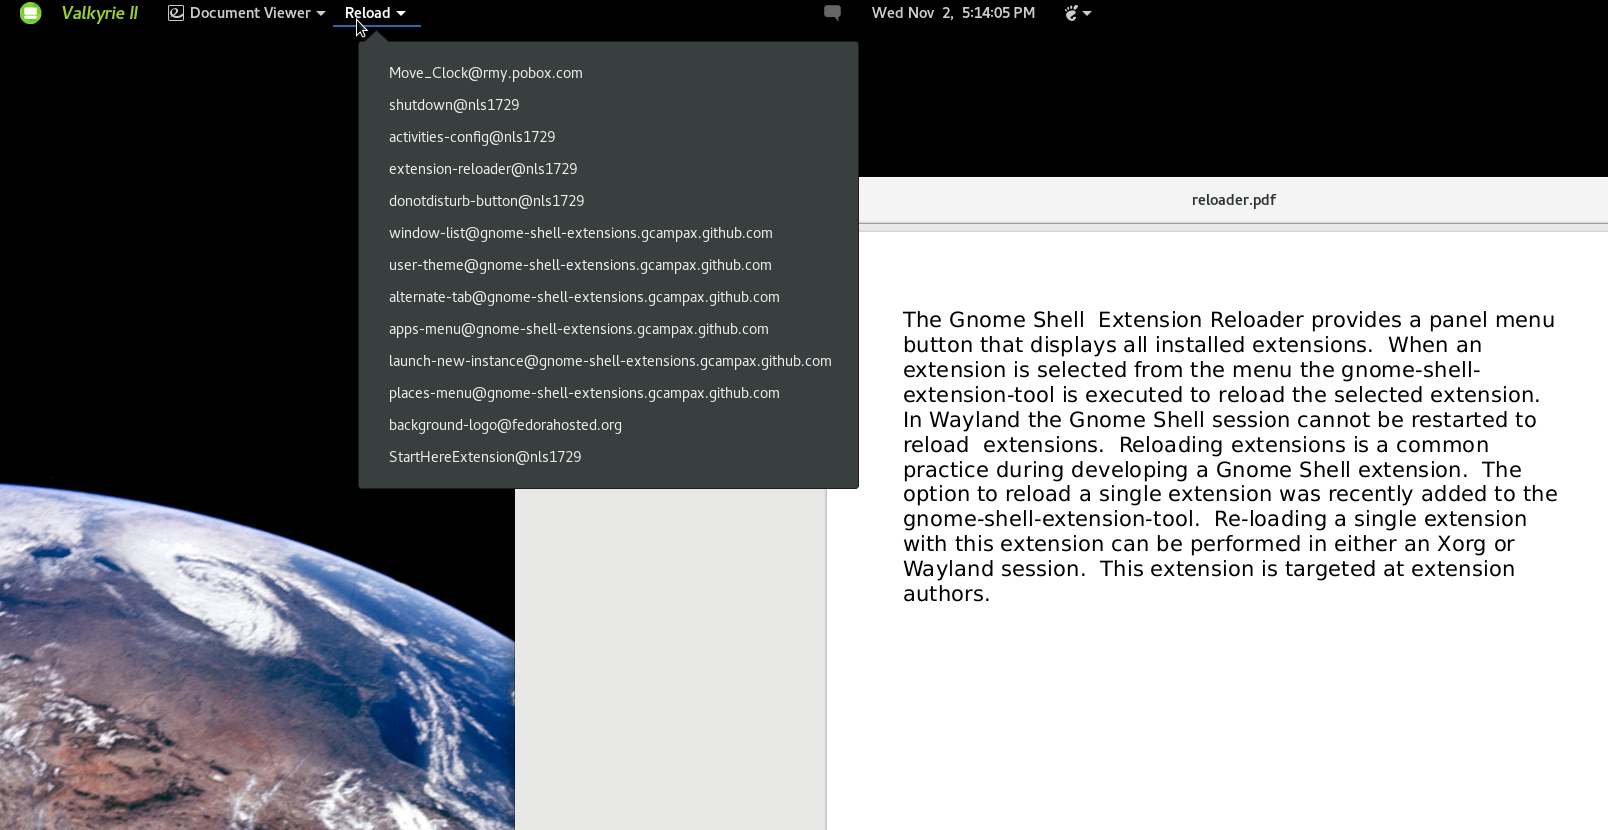 Valkyrie II
Document Viewer
Reload
Wed Nov  2,  5:14:05 PM
Move_Clock@rmy.pobox.com
shutdown@nls1729
activities-config@nls1729
extension-reloader@nls1729
donotdisturb-button@nls1729
window-list@gnome-shell-extensions.gcampax.github.com
user-theme@gnome-shell-extensions.gcampax.github.com
alternate-tab@gnome-shell-extensions.gcampax.github.com
apps-menu@gnome-shell-extensions.gcampax.github.com
launch-new-instance@gnome-shell-extensions.gcampax.github.com
places-menu@gnome-shell-extensions.gcampax.github.com
background-logo@fedorahosted.org
StartHereExtension@nls1729
reloader.pdf
The Gnome Shell  Extension Reloader provides a panel menu
button that displays all installed extensions.  When an
extension is selected from the menu the gnome-shell-
extension-tool is executed to reload the selected extension.
In Wayland the Gnome Shell session cannot be restarted to
reload  extensions.  Reloading extensions is a common
practice during developing a Gnome Shell extension.  The
option to reload a single extension was recently added to the
gnome-shell-extension-tool.  Re-loading a single extension
with this extension can be performed in either an Xorg or
Wayland session.  This extension is targeted at extension
authors.